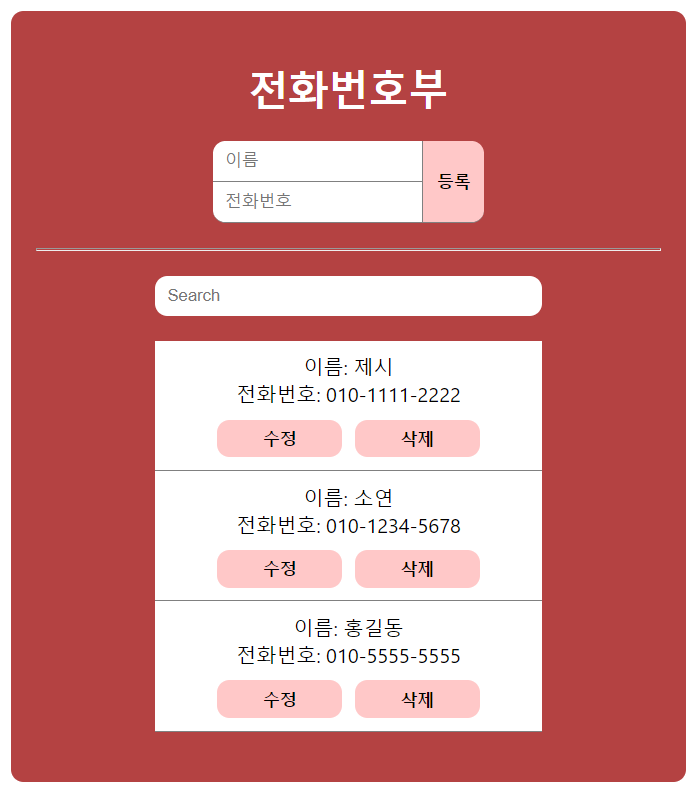 전화번호부
이름
전화번호
등록
Search
이름: 제시
전화번호: 010-1111-2222
수정 삭제
이름: 소연
전화번호: 010-1234-5678
수정 삭제
이름: 홍길동
전화번호: 010-5555-5555
수정 삭제